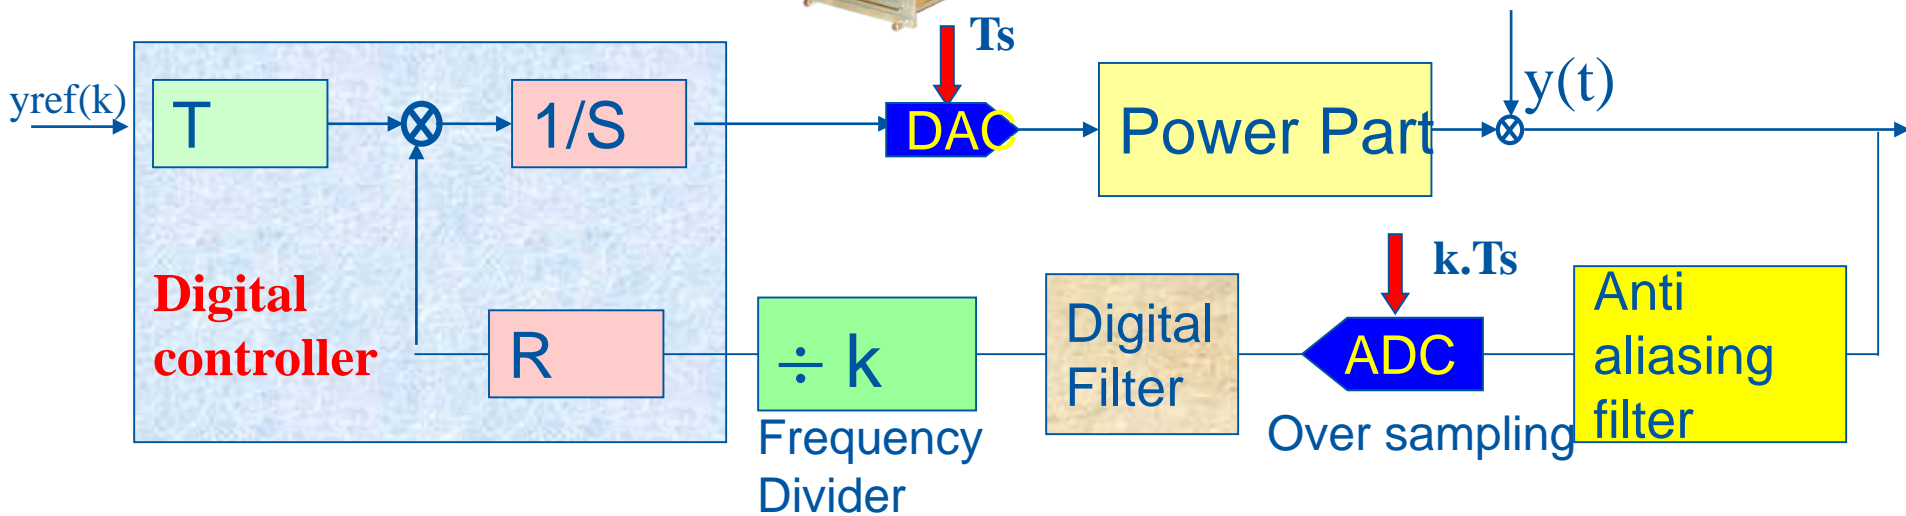 Ts
yref(k)
T
1/S
DAC
Power Part
y(t)
k.Ts
Digital
controller
R
÷ k
Frequency
Divider
Digital
Filter
ADC
Over sampling
Anti
aliasing
filter